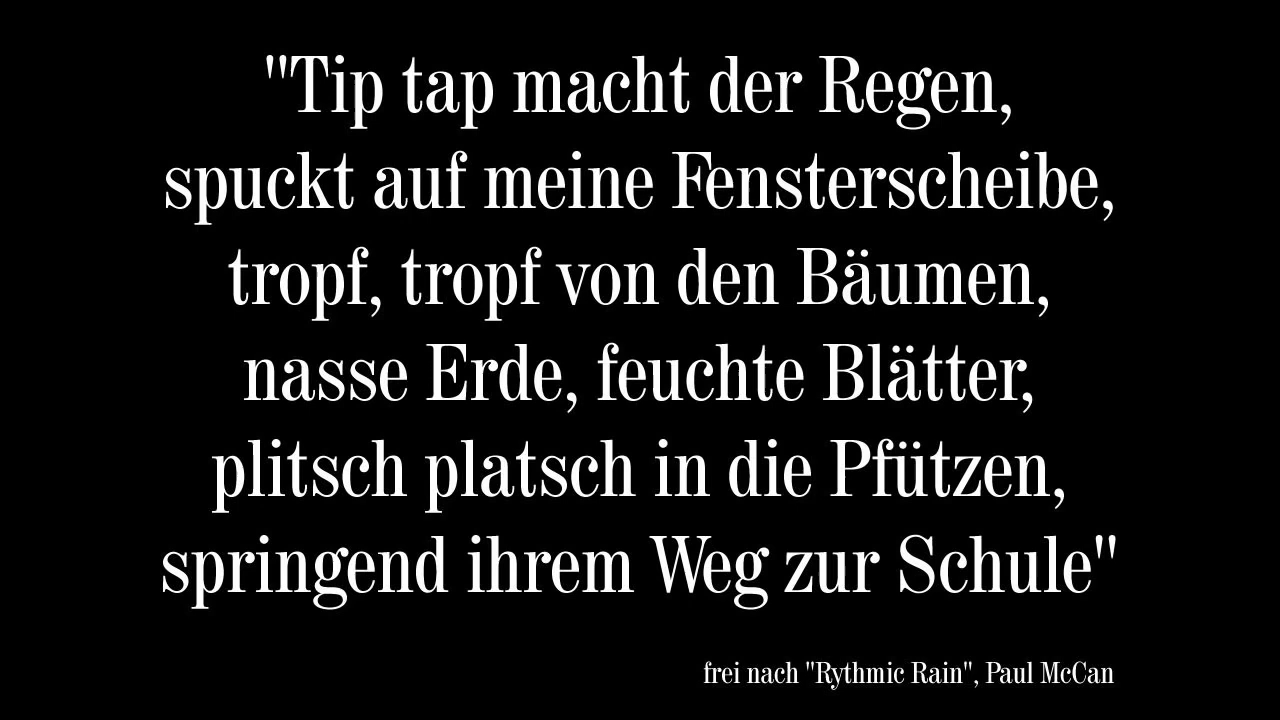 "Tip tap macht der Regen,
spuckt auf meine Fensterscheibe,
tropf, tropf von den Bäumen,
nasse Erde, feuchte Blätter,
plitsch platsch in die Pfützen,
springend ihrem Weg zur Schule"
frei nach "Rythmic Rain", Paul McCan